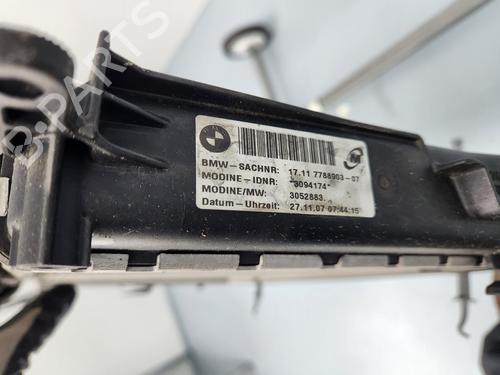 BMW
BMW-SACHNR: 17.11 7788903-07
MODINE-IDNR: *3094174*
MODINE/MW: 3052883.
Datum-Uhrzeit: 27.11.07 07:44:15
B-PARTS